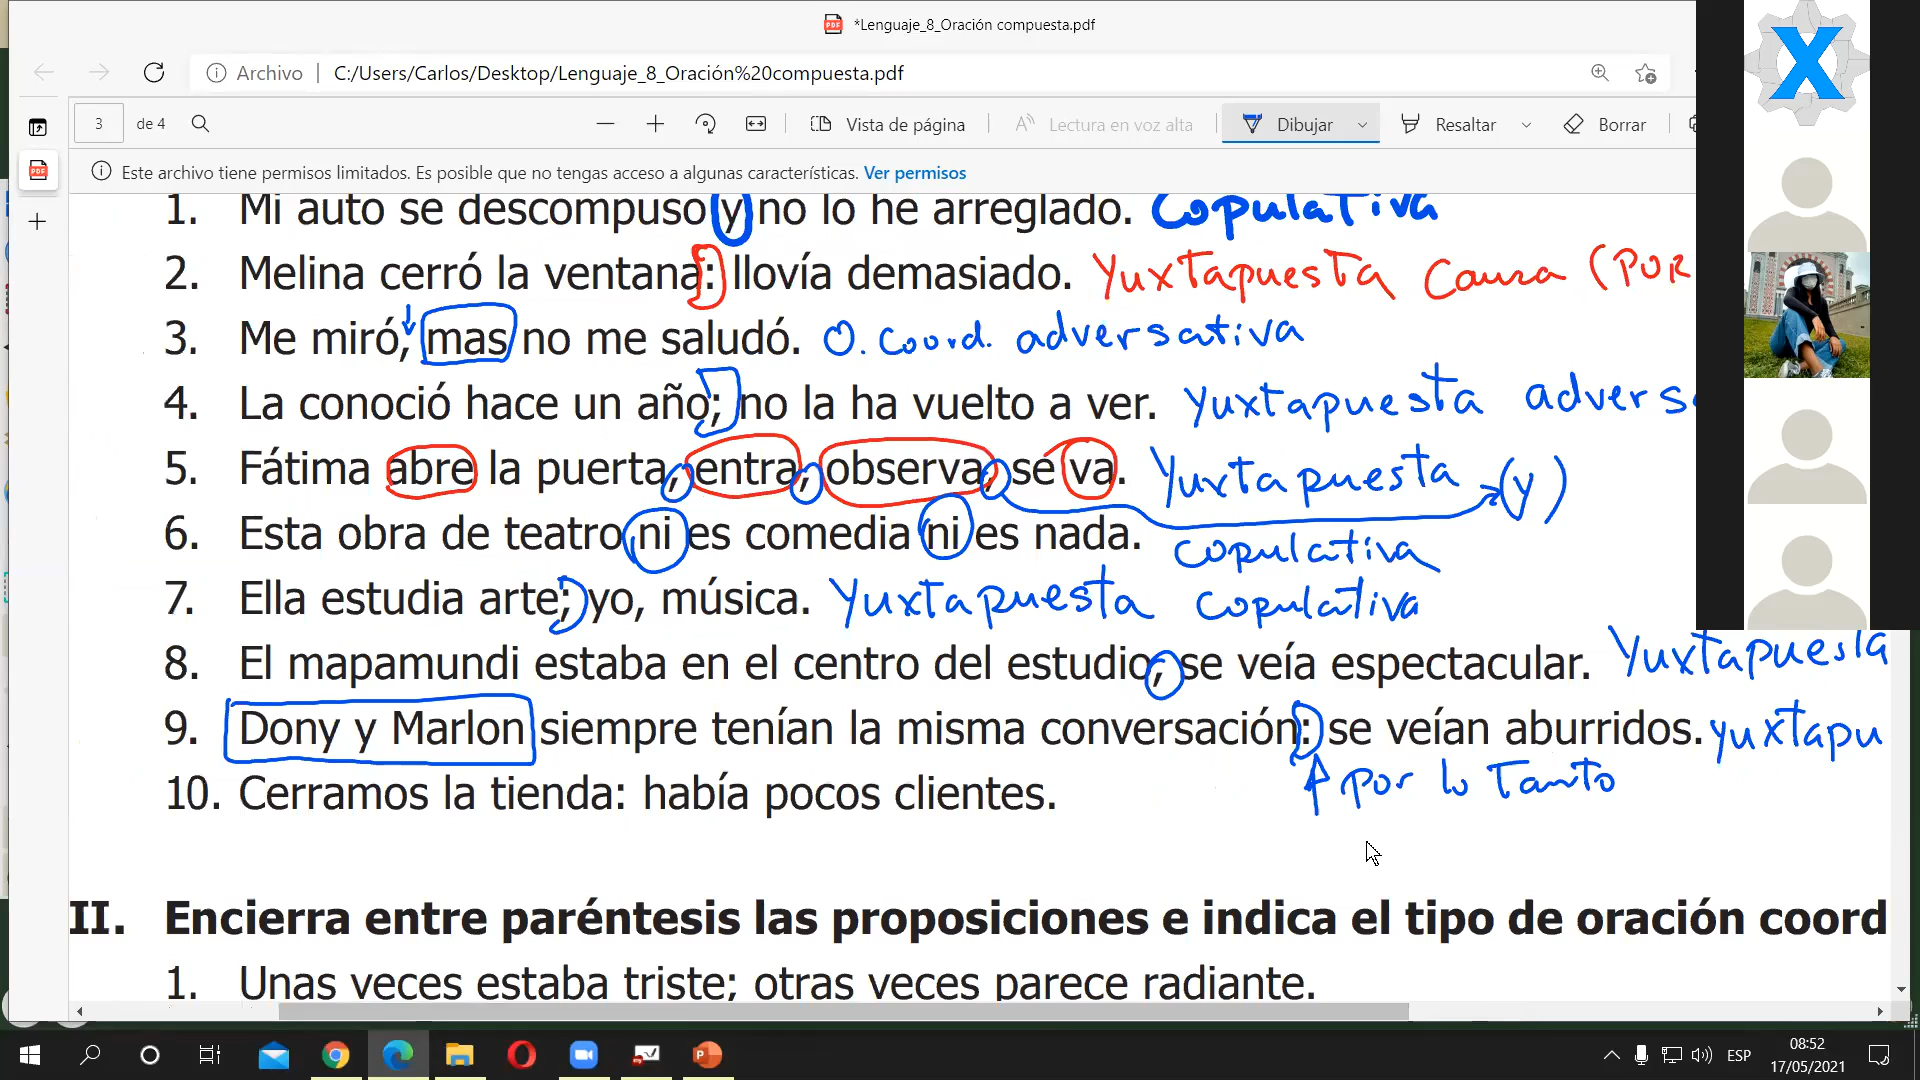 *Lenguaje_8_Oración compuesta.pdf
Archivo | C:/Users/Carlos/Desktop/Lenguaje_8_Oración%20compuesta.pdf
3 de 4 Vista de página Lectura en voz alta Dibujar Resaltar Borrar
Este archivo tiene permisos limitados. Es posible que no tengas acceso a algunas características. Ver permisos
1. Mi auto se descompuso y no lo he arreglado. Copulativa
2. Melina cerró la ventana: llovía demasiado. Yuxtapuesta Causa (POR
3. Me miró, mas no me saludó. O. Coord. adversativa
4. La conoció hace un año; no la ha vuelto a ver. Yuxtapuesta advers
5. Fátima abre la puerta, entra, observa, se va. Yuxtapuesta (y)
6. Esta obra de teatro ni es comedia ni es nada. copulativa
7. Ella estudia arte; yo, música. Yuxtapuesta copulativa
8. El mapamundi estaba en el centro del estudio, se veía espectacular. Yuxtapuesta
9. Dony y Marlon siempre tenían la misma conversación: se veían aburridos. yuxtapu
por lo Tanto
10. Cerramos la tienda: había pocos clientes.
II. Encierra entre paréntesis las proposiciones e indica el tipo de oración coord
1. Unas veces estaba triste; otras veces parece radiante.
X
ESP
08:52
17/05/2021